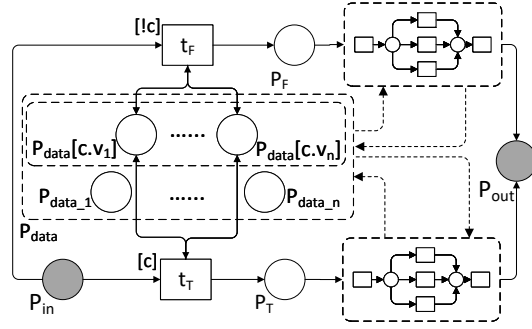 [!c]
t_F
P_F
P_data[c.v_1]
......
P_data[c.v_n]
P_data_1
......
P_data_n
P_data
P_out
[c]
t_T
P_in
P_T